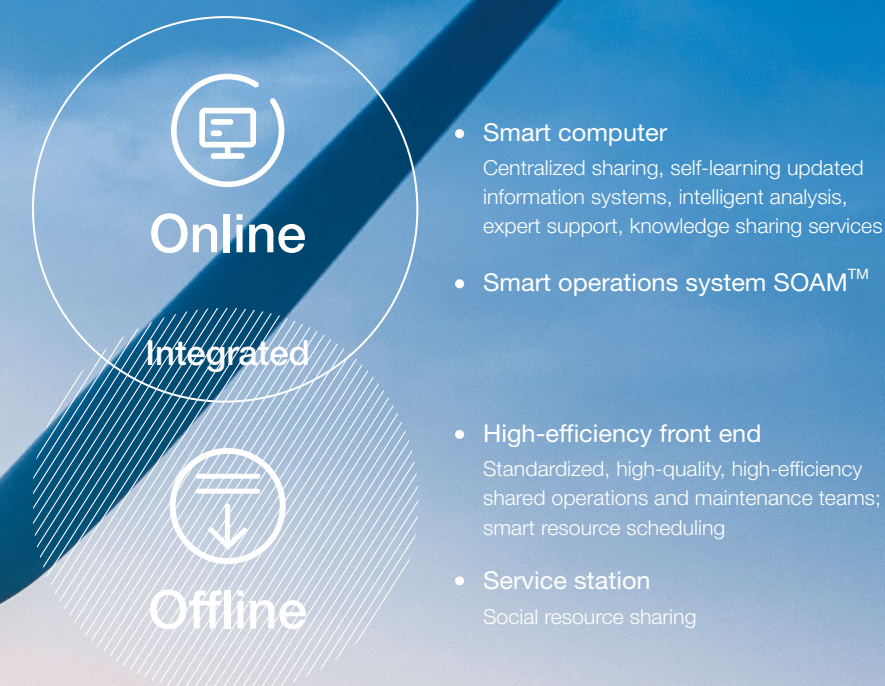 Online
Integrated
Offline
• Smart computer
Centralized sharing, self-learning updated
information systems, intelligent analysis,
expert support, knowledge sharing services
• Smart operations system SOAM™
• High-efficiency front end
Standardized, high-quality, high-efficiency
shared operations and maintenance teams;
smart resource scheduling
• Service station
Social resource sharing